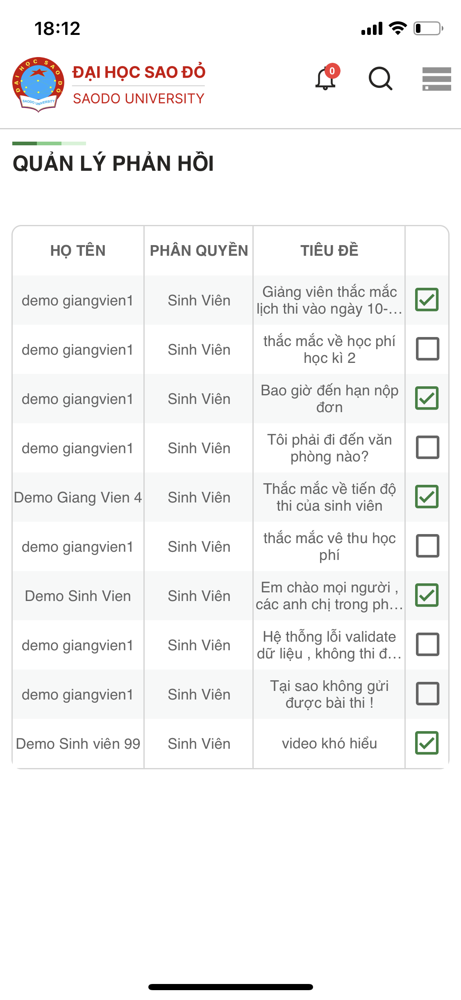 18:12
ĐẠI HỌC SAO ĐỎ
SAODO UNIVERSITY
ĐẠI HỌC SAO ĐỎ
SAODO UNIVERSITY
0
QUẢN LÝ PHẢN HỒI
HỌ TÊN PHÂN QUYỀN TIÊU ĐỀ
demo giangvien1 Sinh Viên Giảng viên thắc mắc
lịch thi vào ngày 10-...
demo giangvien1 Sinh Viên thắc mắc về học phí
học kì 2
demo giangvien1 Sinh Viên Bao giờ đến hạn nộp
đơn
demo giangvien1 Sinh Viên Tôi phải đi đến văn
phòng nào?
Demo Giang Vien 4 Sinh Viên Thắc mắc về tiến độ
thi của sinh viên
demo giangvien1 Sinh Viên thắc mắc vê thu học
phí
Demo Sinh Vien Sinh Viên Em chào mọi người ,
các anh chị trong ph...
demo giangvien1 Sinh Viên Hệ thỗng lỗi validate
dữ liệu , không thi đ...
demo giangvien1 Sinh Viên Tại sao không gửi
được bài thi !
Demo Sinh viên 99 Sinh Viên video khó hiểu